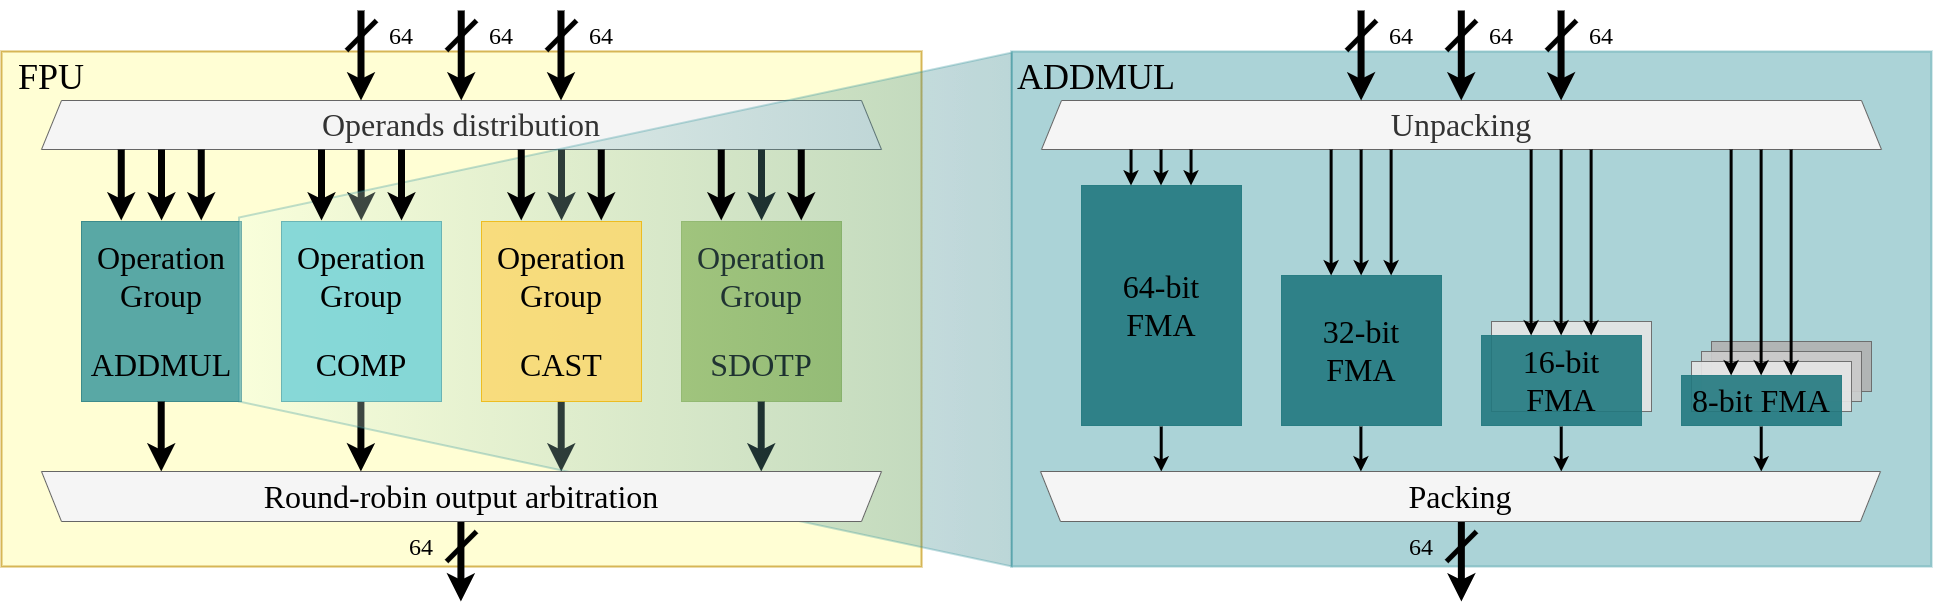 64
64
64
FPU
Operands distribution
Operation
Group
ADDMUL
Operation
Group
COMP
Operation
Group
CAST
Operation
Group
SDOTP
Round-robin output arbitration
64
64
64
64
ADDMUL
Unpacking
64-bit
FMA
32-bit
FMA
16-bit
FMA
8-bit FMA
Packing
64